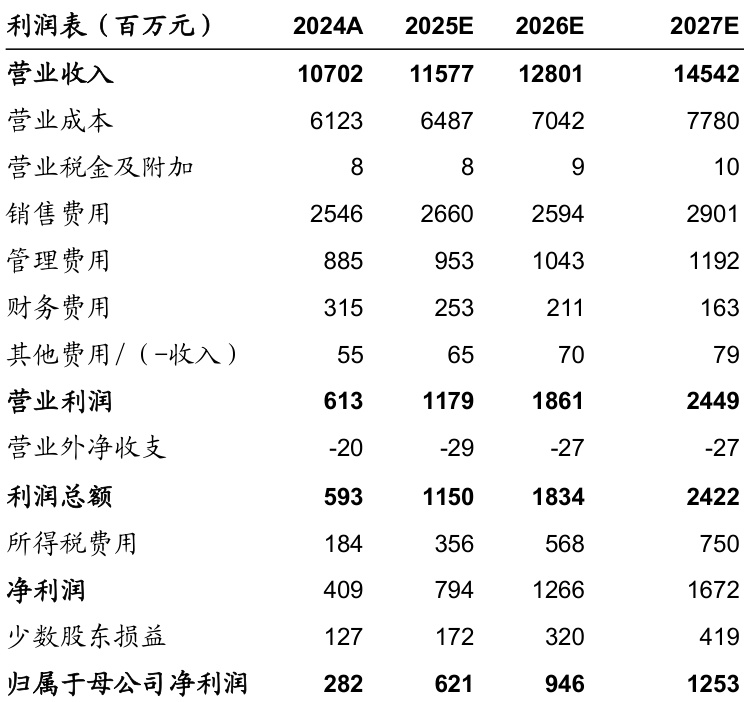 利润表（百万元） 2024A 2025E 2026E 2027E
营业收入 10702 11577 12801 14542
营业成本 6123 6487 7042 7780
营业税金及附加 8 8 9 10
销售费用 2546 2660 2594 2901
管理费用 885 953 1043 1192
财务费用 315 253 211 163
其他费用/（-收入） 55 65 70 79
营业利润 613 1179 1861 2449
营业外净收支 -20 -29 -27 -27
利润总额 593 1150 1834 2422
所得税费用 184 356 568 750
净利润 409 794 1266 1672
少数股东损益 127 172 320 419
归属于母公司净利润 282 621 946 1253